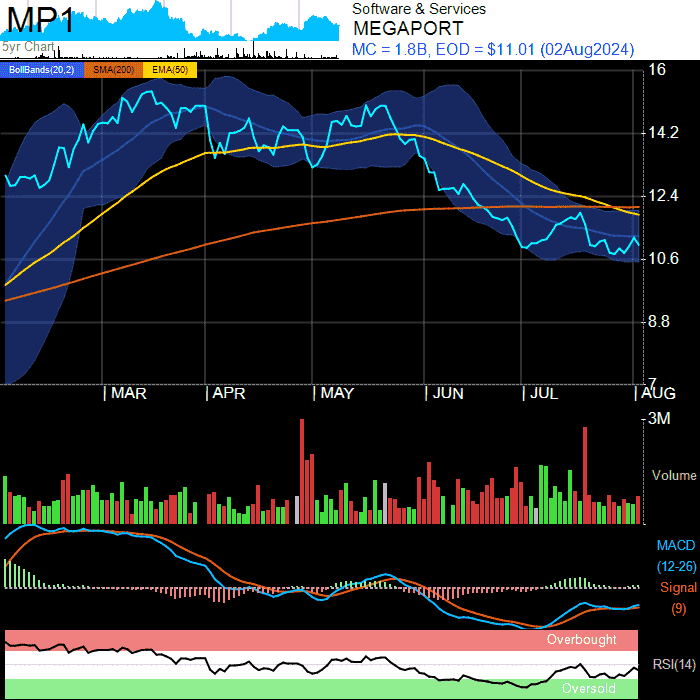 MP1
Software & Services
MEGAPORT
5yr Chart
MC = 1.8B, EOD = $11.01 (02Aug2024)
BollBands(20,2) SMA(200) EMA(50)
16
14.2
12.4
10.6
8.8
7
MAR APR MAY JUN JUL AUG
3M
Volume
MACD
(12-26)
Signal
(9)
Overbought
RSI(14)
Oversold